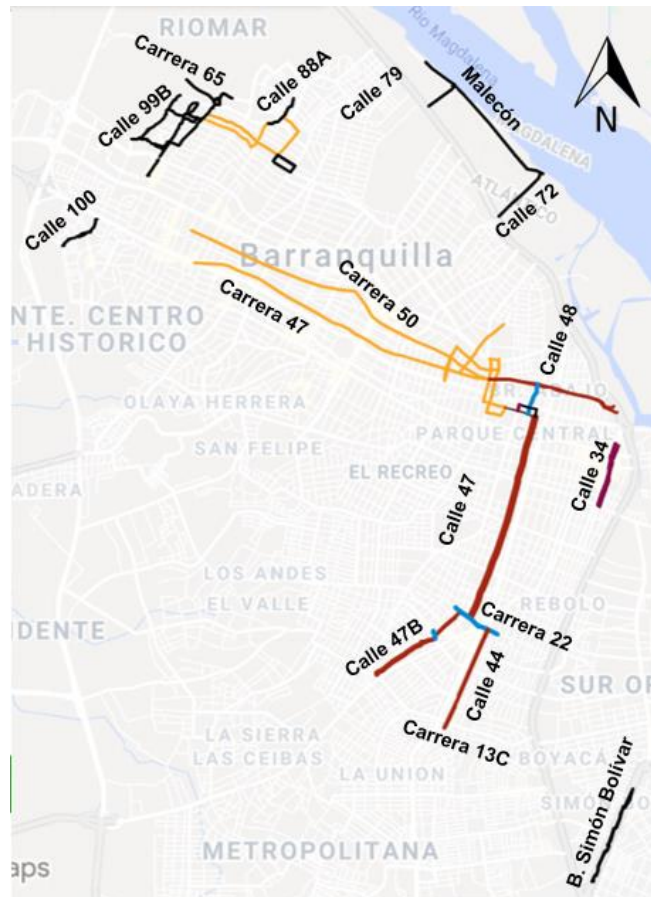 RIOMAR
Río Magdalena
Carrera 65
Calle 88A
Calle 79
Malecón
Calle 99B
N
MAGDALENA
ATLÁNTICO
Calle 72
Calle 100
Barranquilla
Carrera 50
Carrera 47
NTE. CENTRO
HISTORICO
Calle 48
OLAYA HERRERA
PARQUE CENTRAL
SAN FELIPE
EL RECREO
Calle 34
ADERA
Calle 47
LOS ANDES
EL VALLE
REBOLO
Carrera 22
IDENTE
Calle 47B
Calle 44
SUR OR
LA SIERRA
LAS CEIBAS
Carrera 13C
BOYACÁ
LA UNION
B. Simón Bolívar
METROPOLITANA
aps